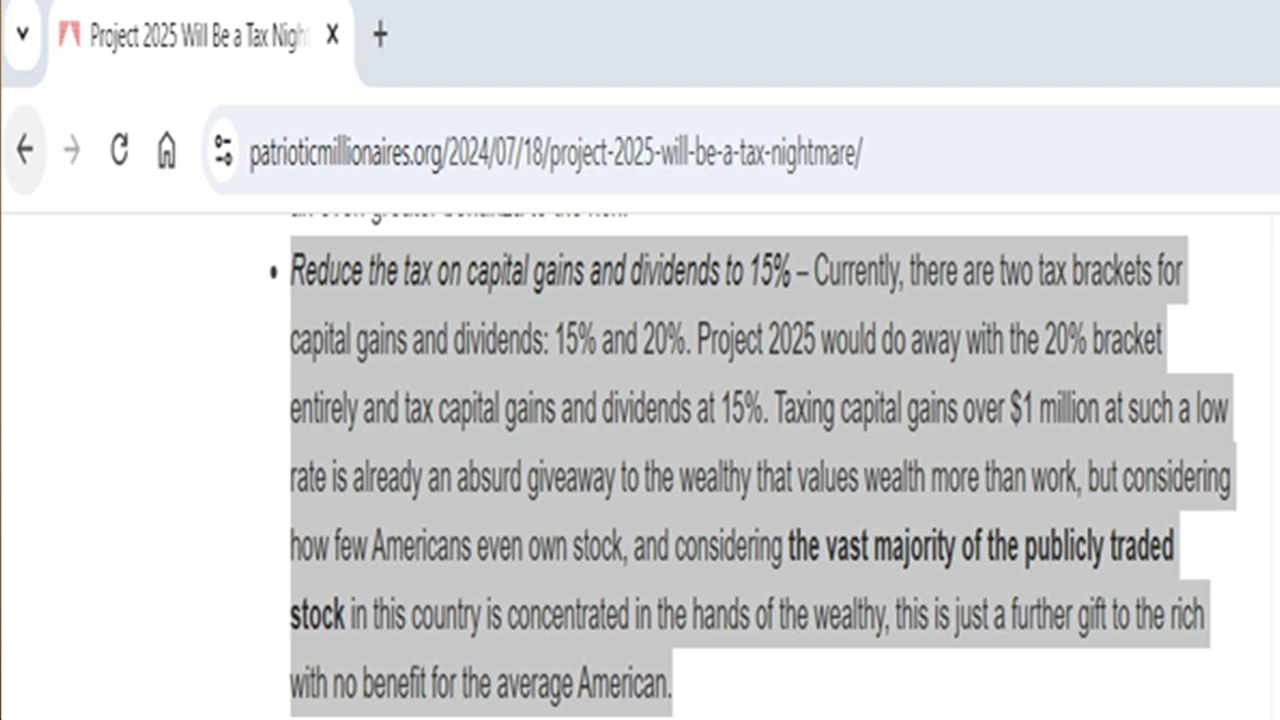 Project 2025 Will Be a Tax Nigh
patrioticmillionaires.org/2024/07/18/project-2025-will-be-a-tax-nightmare/
• Reduce the tax on capital gains and dividends to 15% – Currently, there are two tax brackets for
capital gains and dividends: 15% and 20%. Project 2025 would do away with the 20% bracket
entirely and tax capital gains and dividends at 15%. Taxing capital gains over $1 million at such a low
rate is already an absurd giveaway to the wealthy that values wealth more than work, but considering
how few Americans even own stock, and considering the vast majority of the publicly traded
stock in this country is concentrated in the hands of the wealthy, this is just a further gift to the rich
with no benefit for the average American.